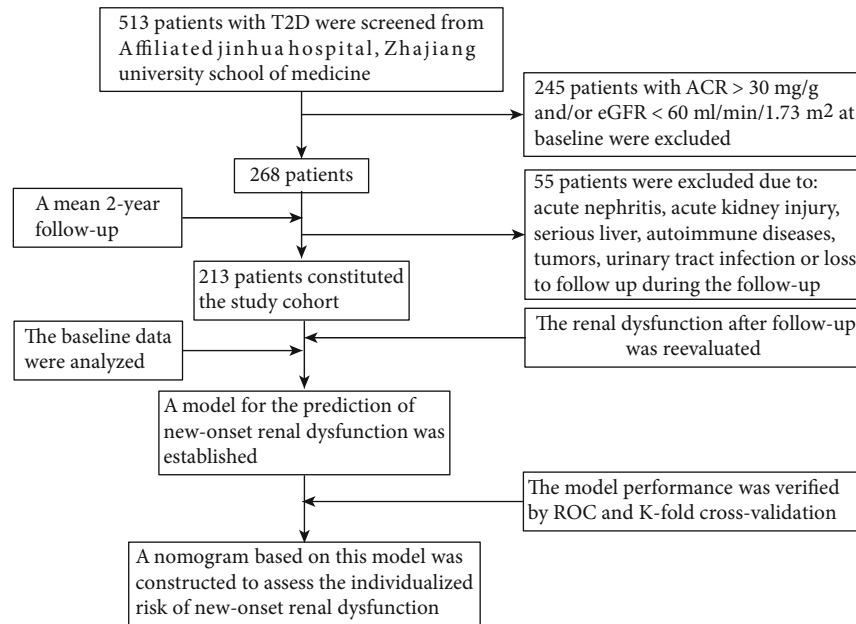 513 patients with T2D were screened from
Affiliated jinhua hospital, Zhajiang
university school of medicine
245 patients with ACR > 30 mg/g
and/or eGFR < 60 ml/min/1.73 m2 at
baseline were excluded
268 patients
A mean 2-year
follow-up
55 patients were excluded due to:
acute nephritis, acute kidney injury,
serious liver, autoimmune diseases,
tumors, urinary tract infection or loss
to follow up during the follow-up
213 patients constituted
the study cohort
The baseline data
were analyzed
The renal dysfunction after follow-up
was reevaluated
A model for the prediction of
new-onset renal dysfunction was
established
The model performance was verified
by ROC and K-fold cross-validation
A nomogram based on this model was
constructed to assess the individualized
risk of new-onset renal dysfunction